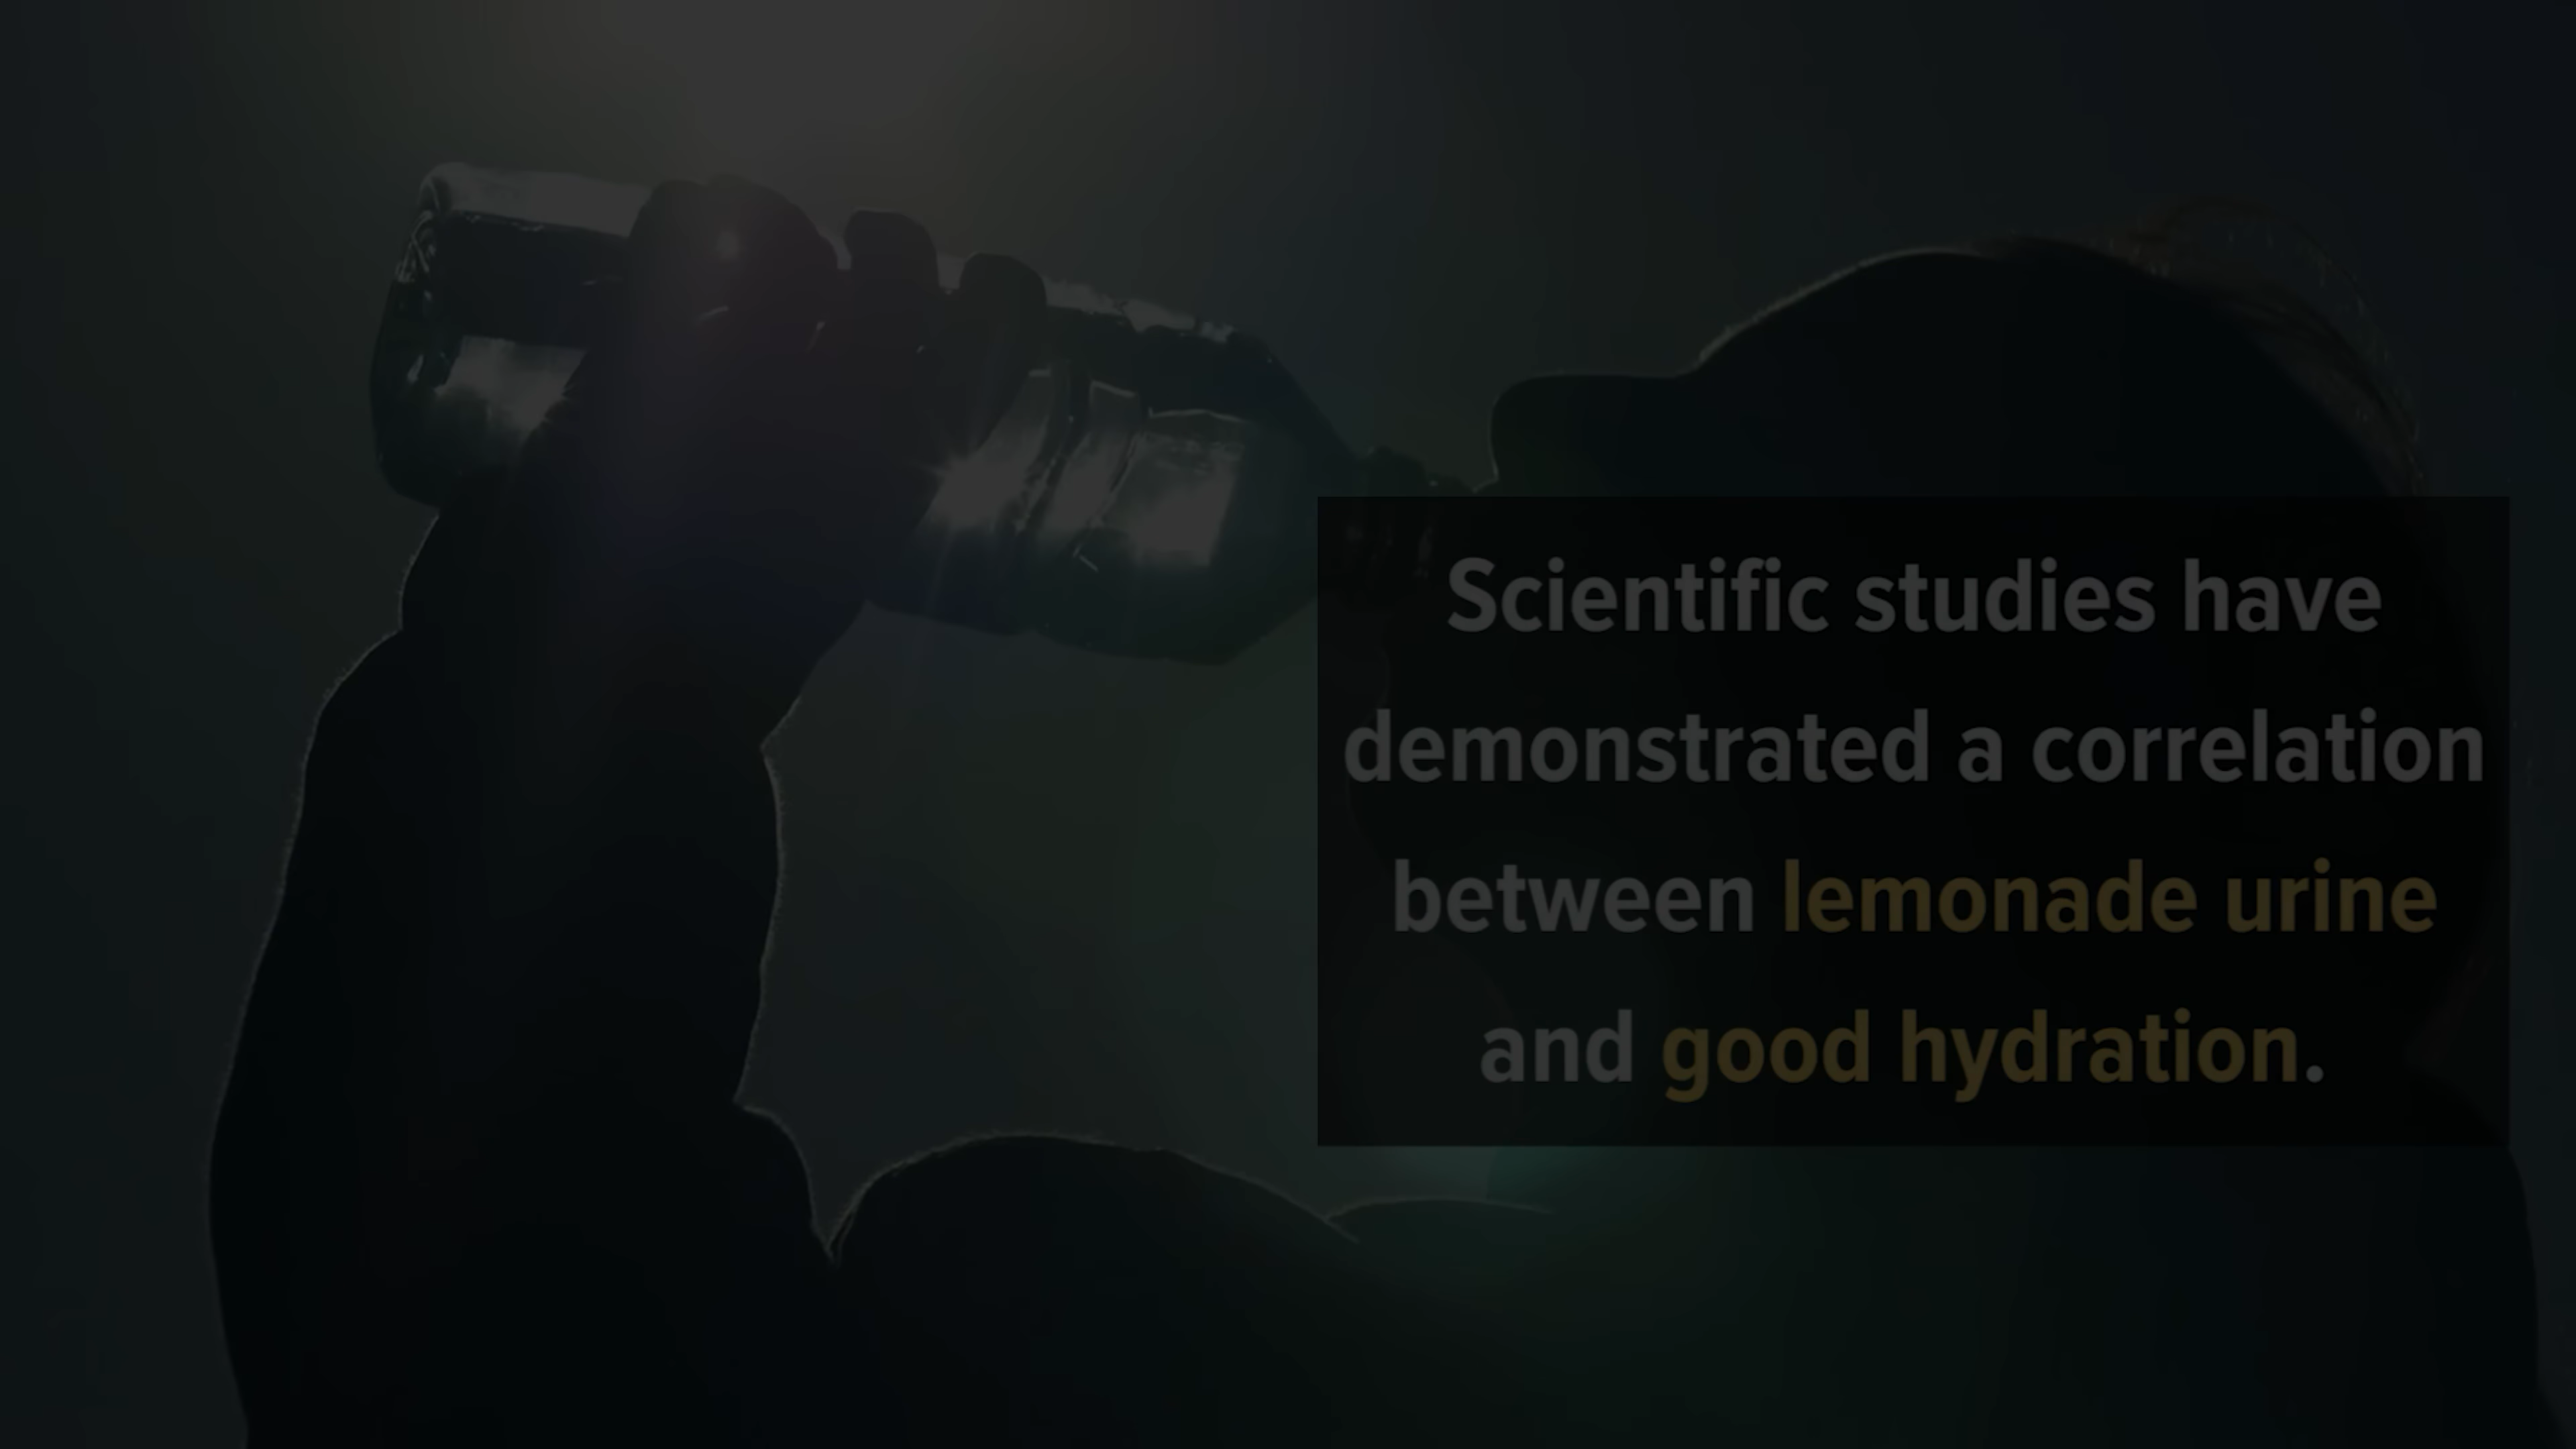 Scientific studies have
demonstrated a correlation
between lemonade urine
and good hydration.